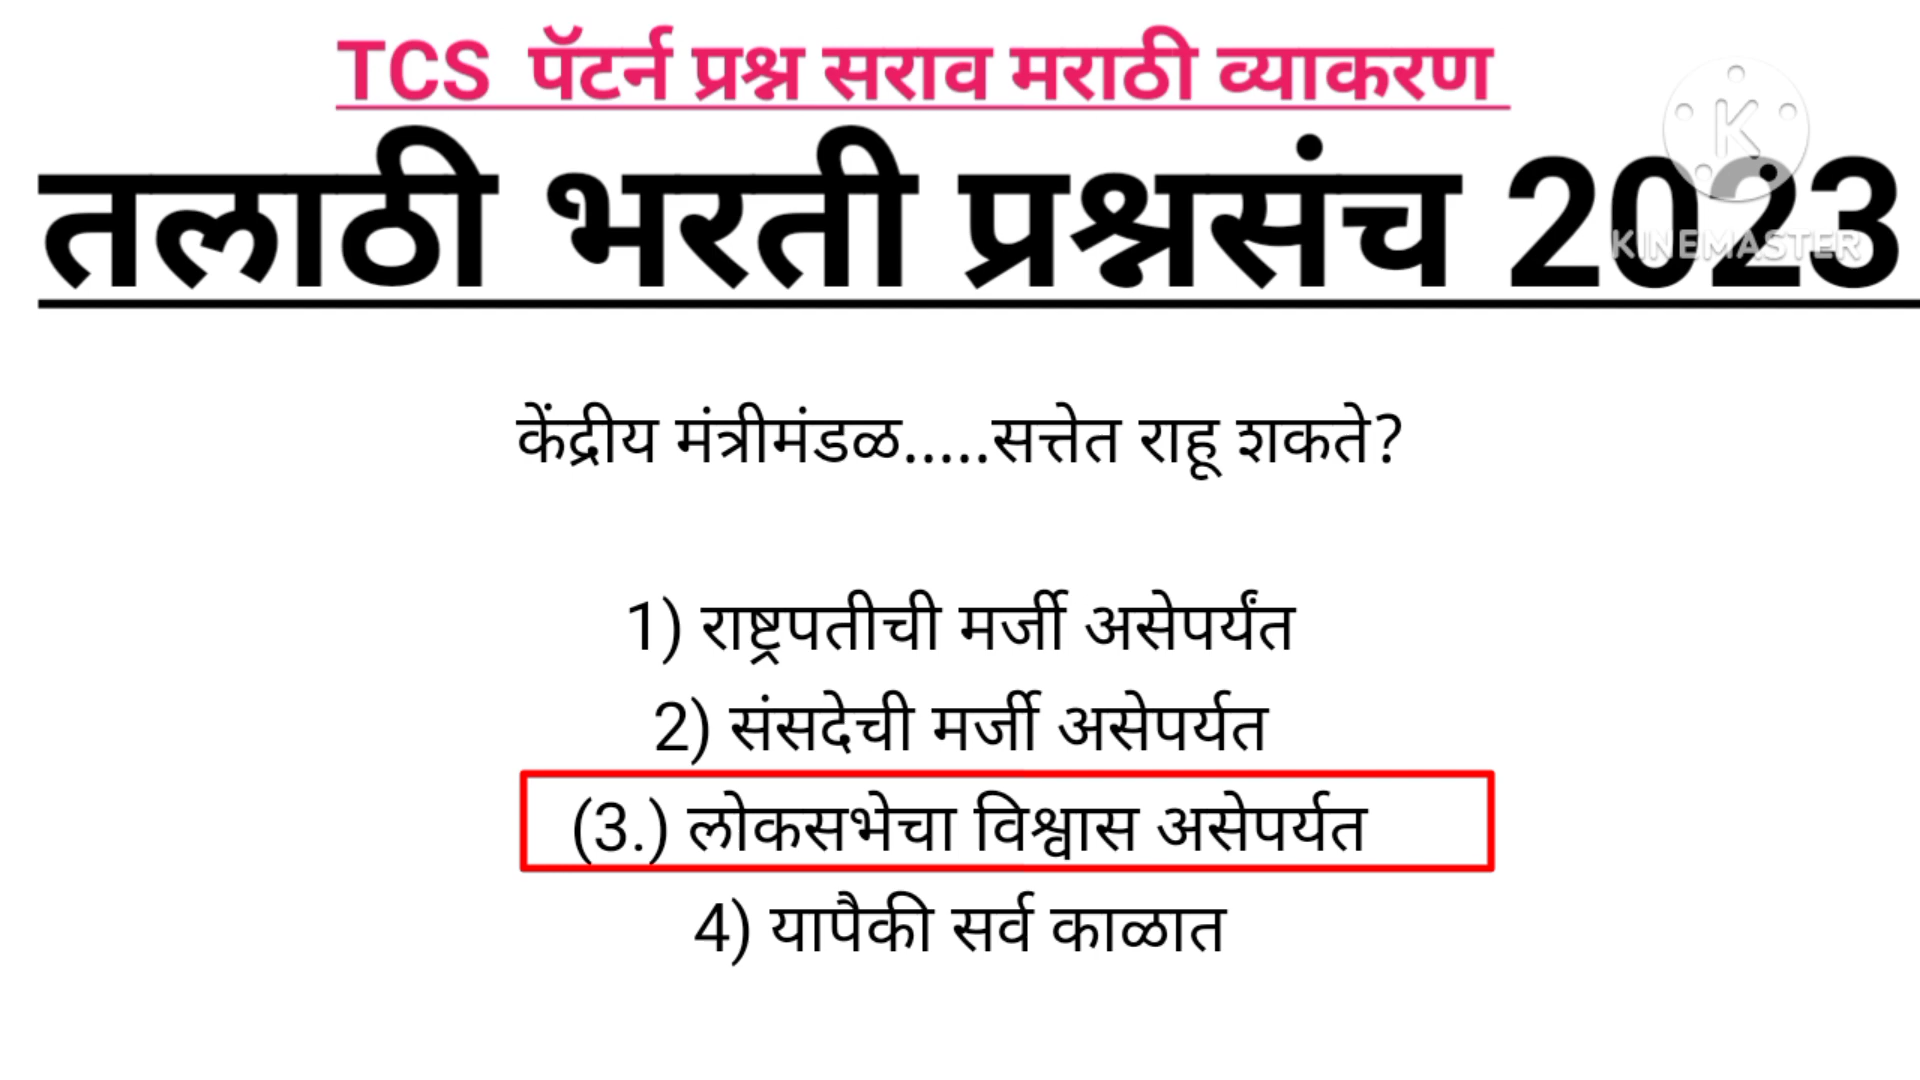 TCS पॅटर्न प्रश्न सराव मराठी व्याकरण
तलाठी भरती प्रश्नसंच 2023
K
KINEMASTER
केंद्रीय मंत्रीमंडळ.....सत्तेत राहू शकते?
1) राष्ट्रपतीची मर्जी असेपर्यंत
2) संसदेची मर्जी असेपर्यत
(3.) लोकसभेचा विश्वास असेपर्यत
4) यापैकी सर्व काळात